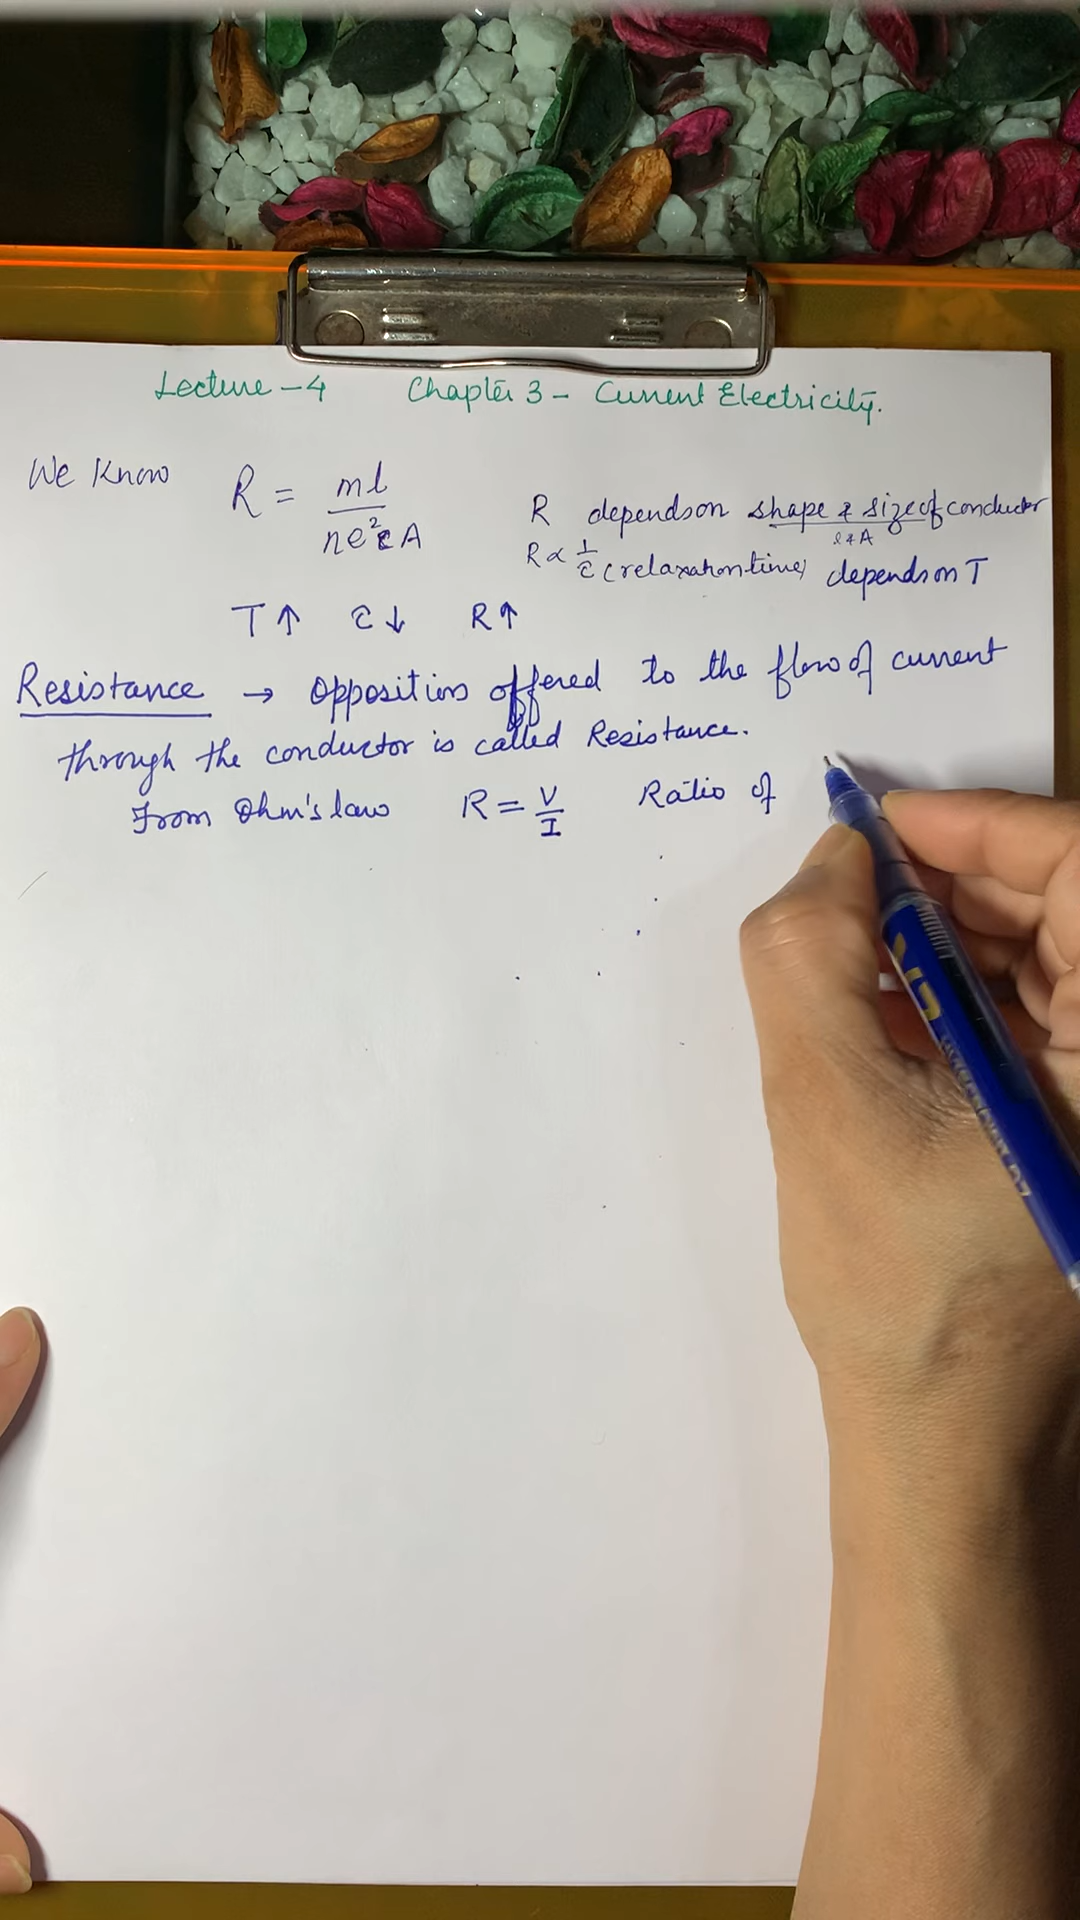 Lecture - 4 Chapter 3 - Current Electricity.
We Know R = ml / ne²τA
R depends on shape & size of conductor
l & A
R ∝ 1/τ (relaxation time) depends on T
T↑ τ↓ R↑
Resistance → Opposition offered to the flow of current
through the conductor is called Resistance.
From Ohm's law R = V/I Ratio of